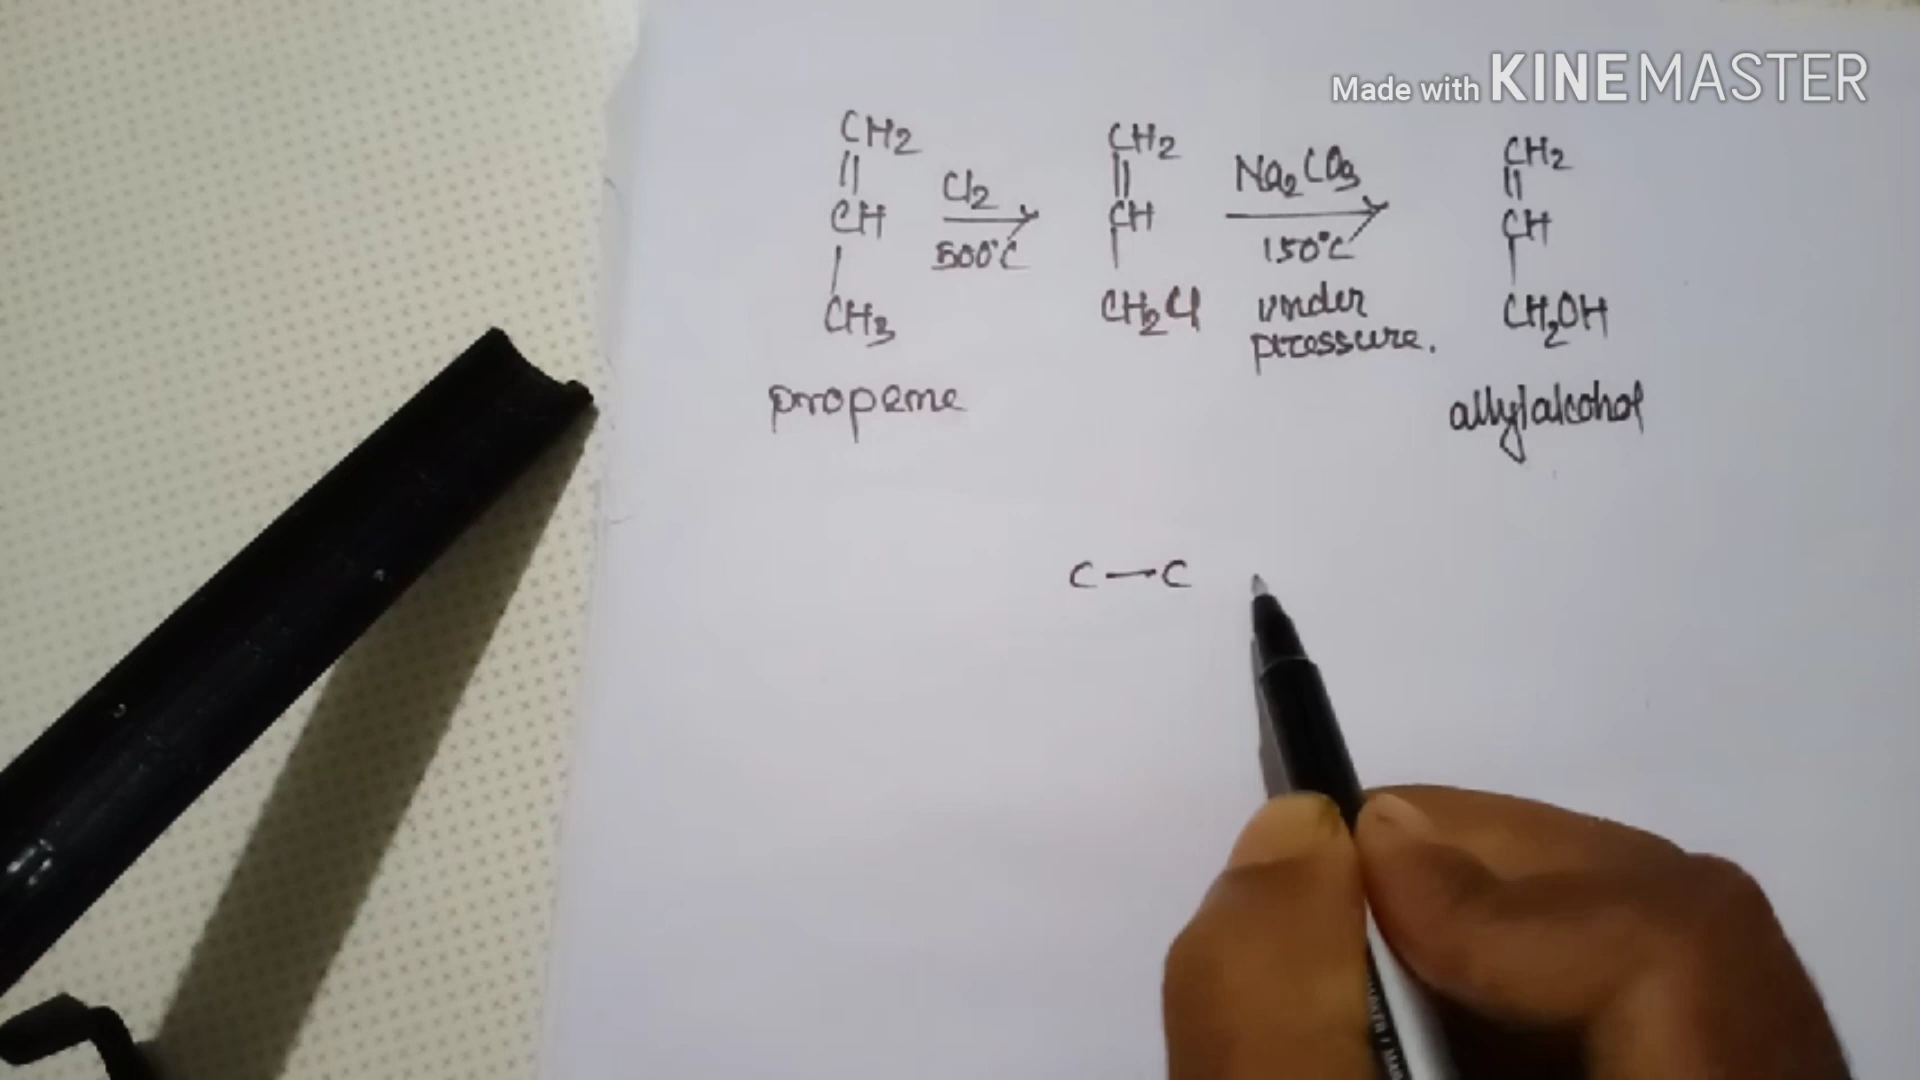 Made with KINEMASTER
CH2 CH2 CH2
|| Cl2 || Na2CO3 ||
CH → CH → CH
| 500°C | 150°C |
CH3 CH2Cl under CH2OH
pressure.
propene allylalcohol
C—C